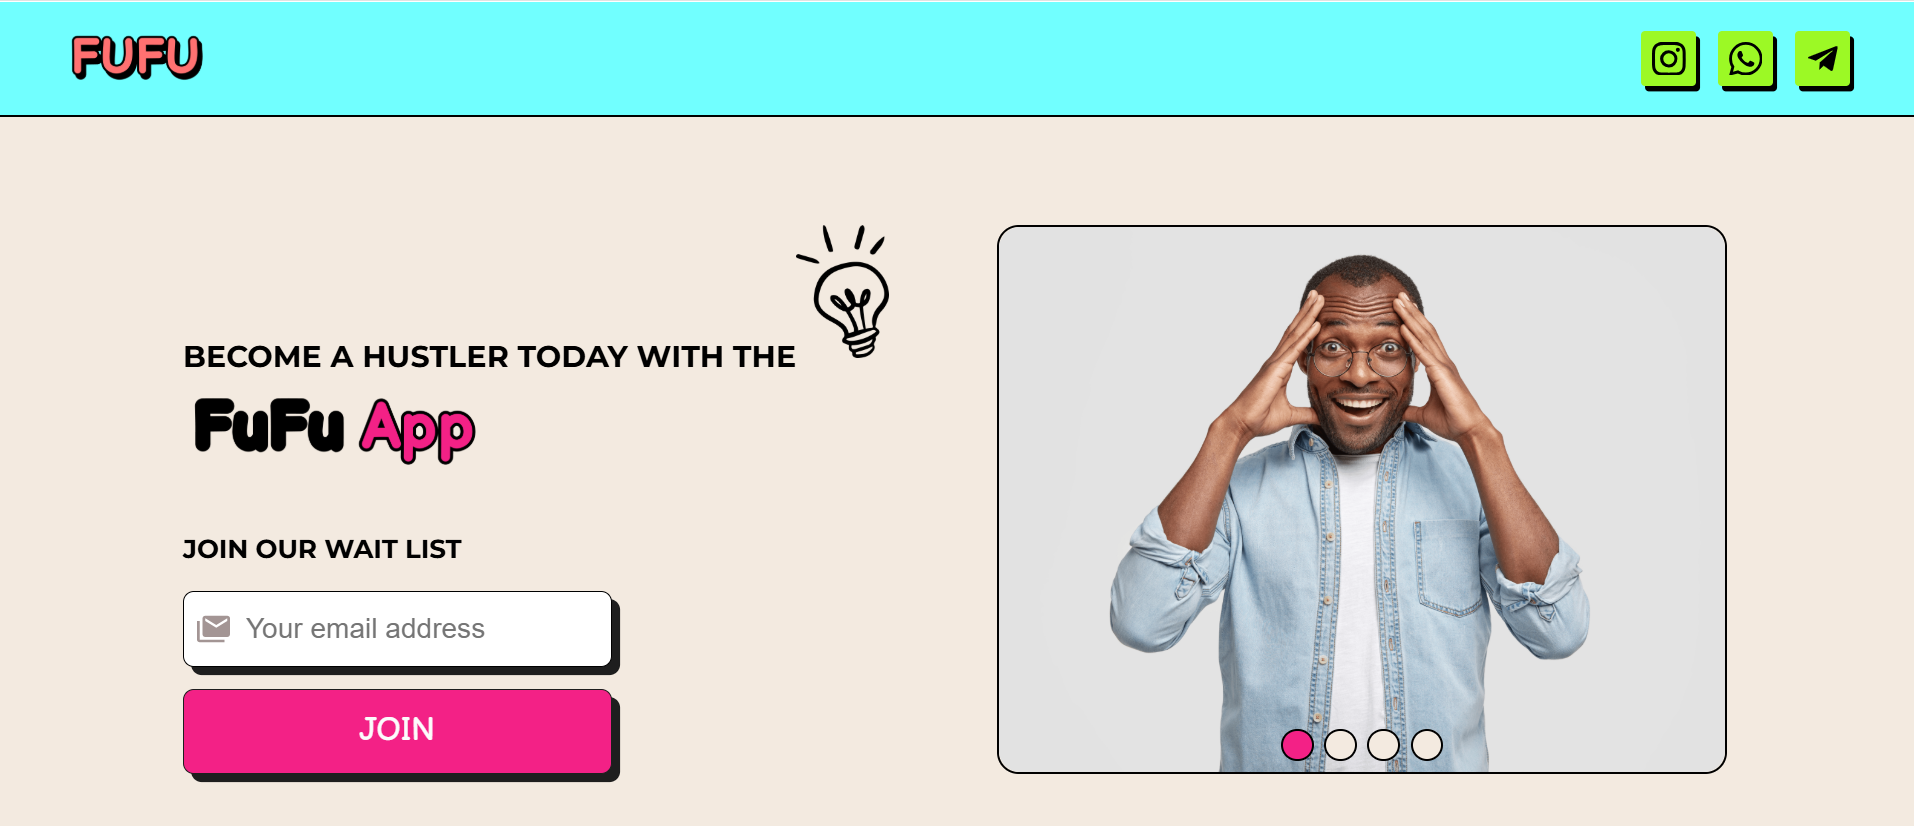 FUFU
BECOME A HUSTLER TODAY WITH THE
FuFu App
JOIN OUR WAIT LIST
Your email address
JOIN